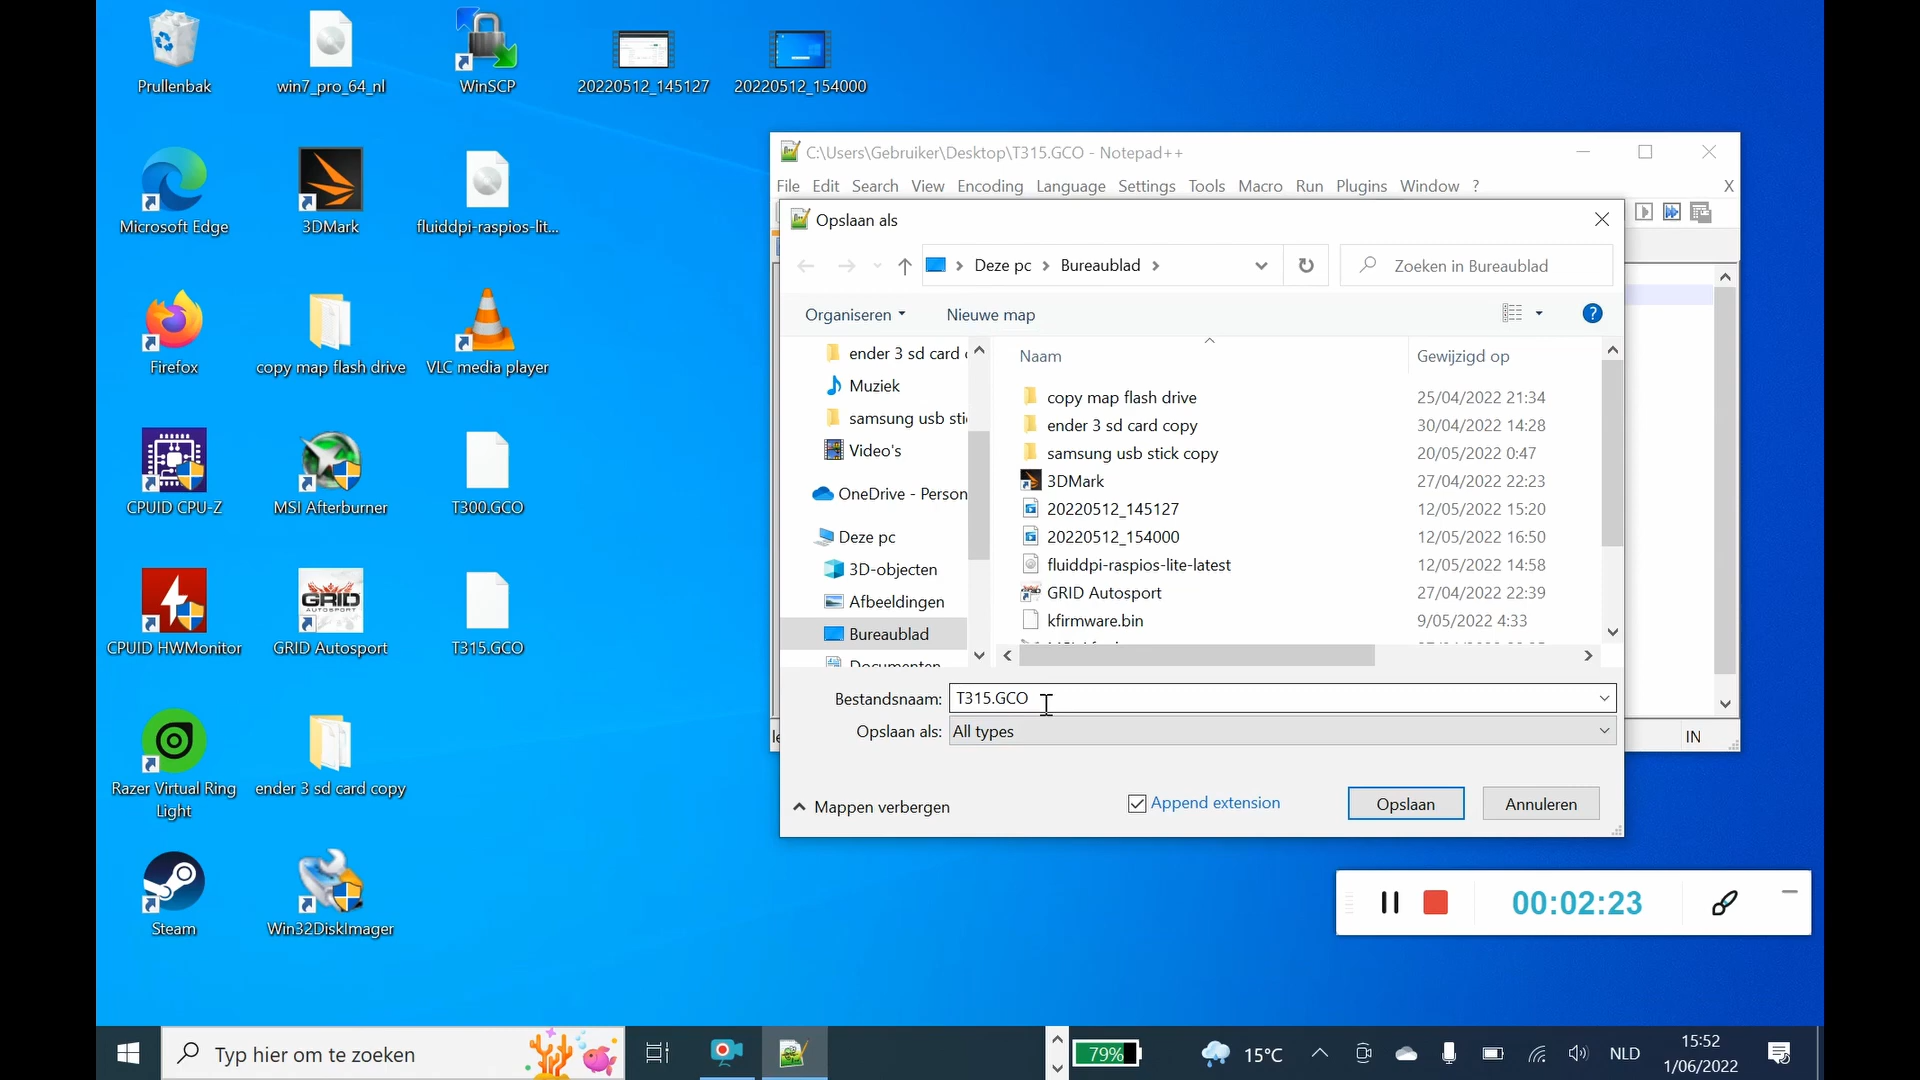 Prullenbak
win7_pro_64_nl
WinSCP
20220512_145127
20220512_154000
Microsoft Edge
3DMark
fluiddpi-raspios-lit...
Firefox
copy map flash drive
VLC media player
CPUID CPU-Z
MSI Afterburner
T300.GCO
CPUID HWMonitor
GRID
AUTOSPORT
GRID Autosport
T315.GCO
Razer Virtual Ring
Light
ender 3 sd card copy
Steam
Win32DiskImager
C:\Users\Gebruiker\Desktop\T315.GCO - Notepad++
File Edit Search View Encoding Language Settings Tools Macro Run Plugins Window ? X
Opslaan als
Deze pc > Bureaublad >
Zoeken in Bureaublad
Organiseren Nieuwe map
?
ender 3 sd card
Muziek
samsung usb sti
Video's
OneDrive - Person
Deze pc
3D-objecten
Afbeeldingen
Bureaublad
Documenten
Naam Gewijzigd op
copy map flash drive 25/04/2022 21:34
ender 3 sd card copy 30/04/2022 14:28
samsung usb stick copy 20/05/2022 0:47
3DMark 27/04/2022 22:23
20220512_145127 12/05/2022 15:20
20220512_154000 12/05/2022 16:50
fluiddpi-raspios-lite-latest 12/05/2022 14:58
GRID Autosport 27/04/2022 22:39
kfirmware.bin 9/05/2022 4:33
Bestandsnaam: T315.GCO
Opslaan als: All types
IN
Mappen verbergen
Append extension
Opslaan
Annuleren
00:02:23
Typ hier om te zoeken
79%
15°C
NLD
15:52
1/06/2022